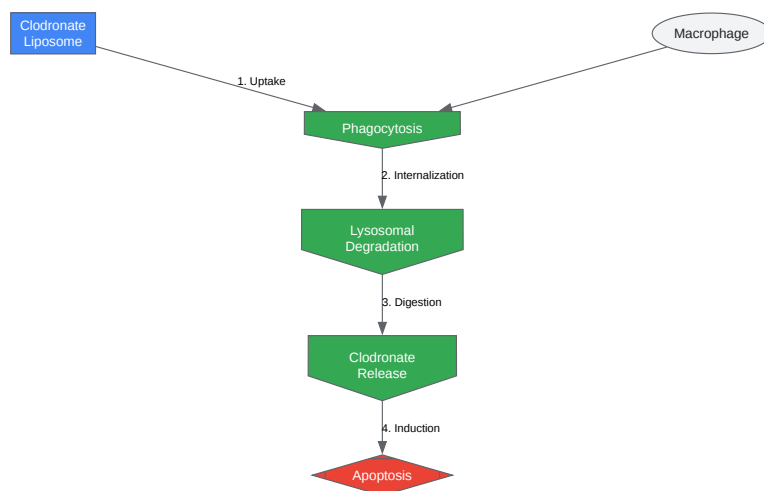 Clodronate
Liposome
Macrophage
1. Uptake
Phagocytosis
2. Internalization
Lysosomal
Degradation
3. Digestion
Clodronate
Release
4. Induction
Apoptosis